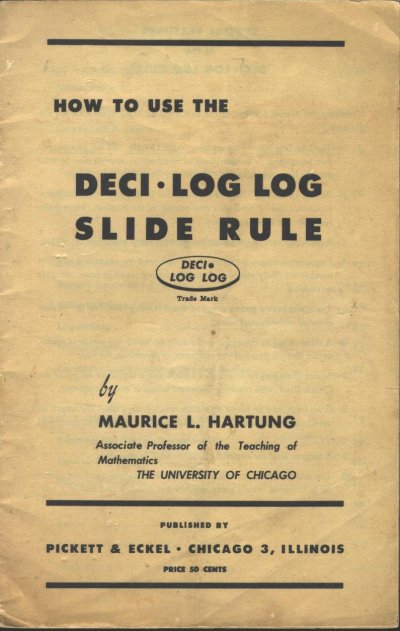 HOW TO USE THE
DECI·LOG LOG
SLIDE RULE
DECI•
LOG LOG
Trade Mark
by
MAURICE L. HARTUNG
Associate Professor of the Teaching of
Mathematics
THE UNIVERSITY OF CHICAGO
PUBLISHED BY
PICKETT & ECKEL • CHICAGO 3, ILLINOIS
PRICE 50 CENTS